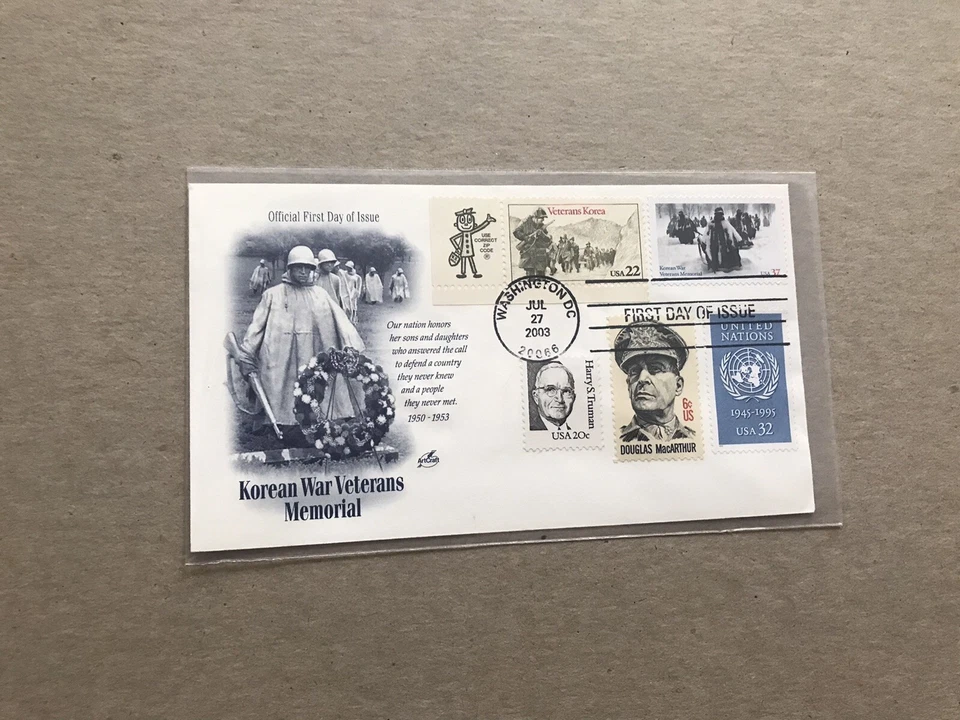 Official First Day of Issue
Our nation honors
her sons and daughters
who answered the call
to defend a country
they never knew
and a people
they never met.
1950 - 1953
ArtCraft
Korean War Veterans
Memorial
USE
CORRECT
ZIP
CODE
®
Veterans Korea
USA 22
Korean War
Veterans Memorial
USA 37
WASHINGTON DC
JUL
27
2003
20066
FIRST DAY OF ISSUE
Harry S. Truman
USA 20c
6c
US
DOUGLAS MacARTHUR
UNITED
NATIONS
1945-1995
USA 32